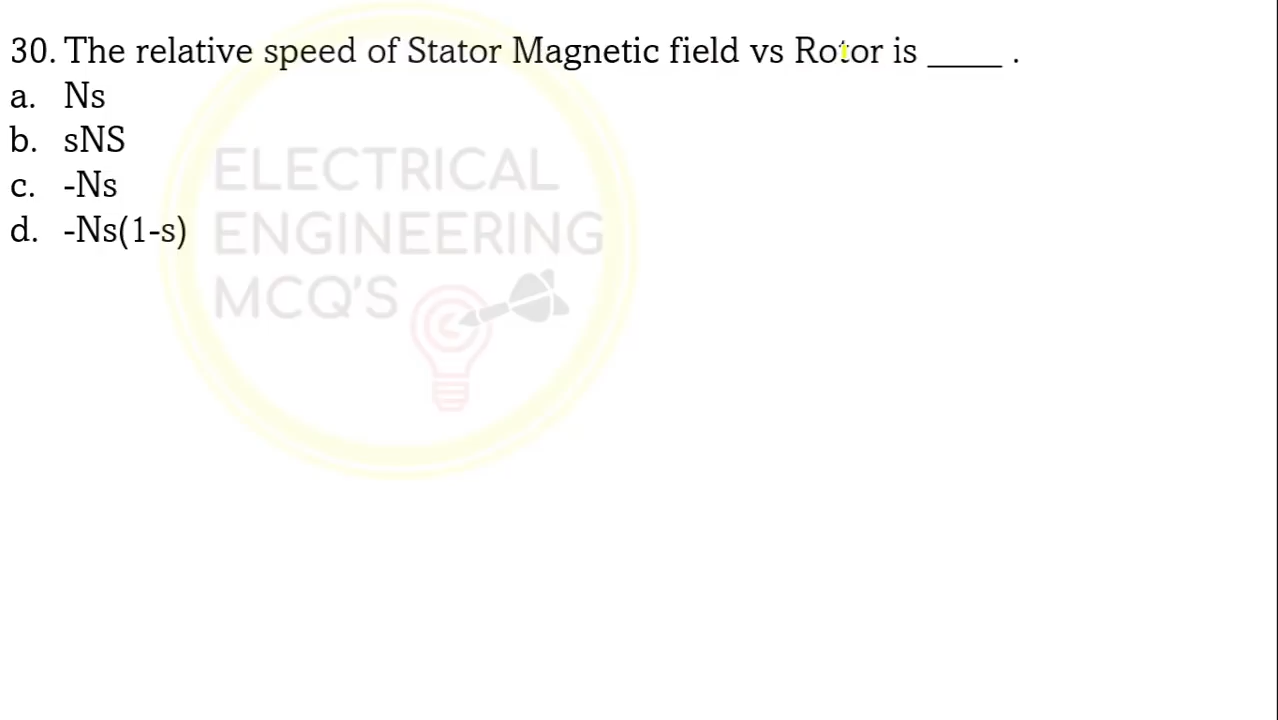 30. The relative speed of Stator Magnetic field vs Rotor is ____ .
a. Ns
b. sNS
c. -Ns
d. -Ns(1-s)
ELECTRICAL
ENGINEERING
MCQ'S